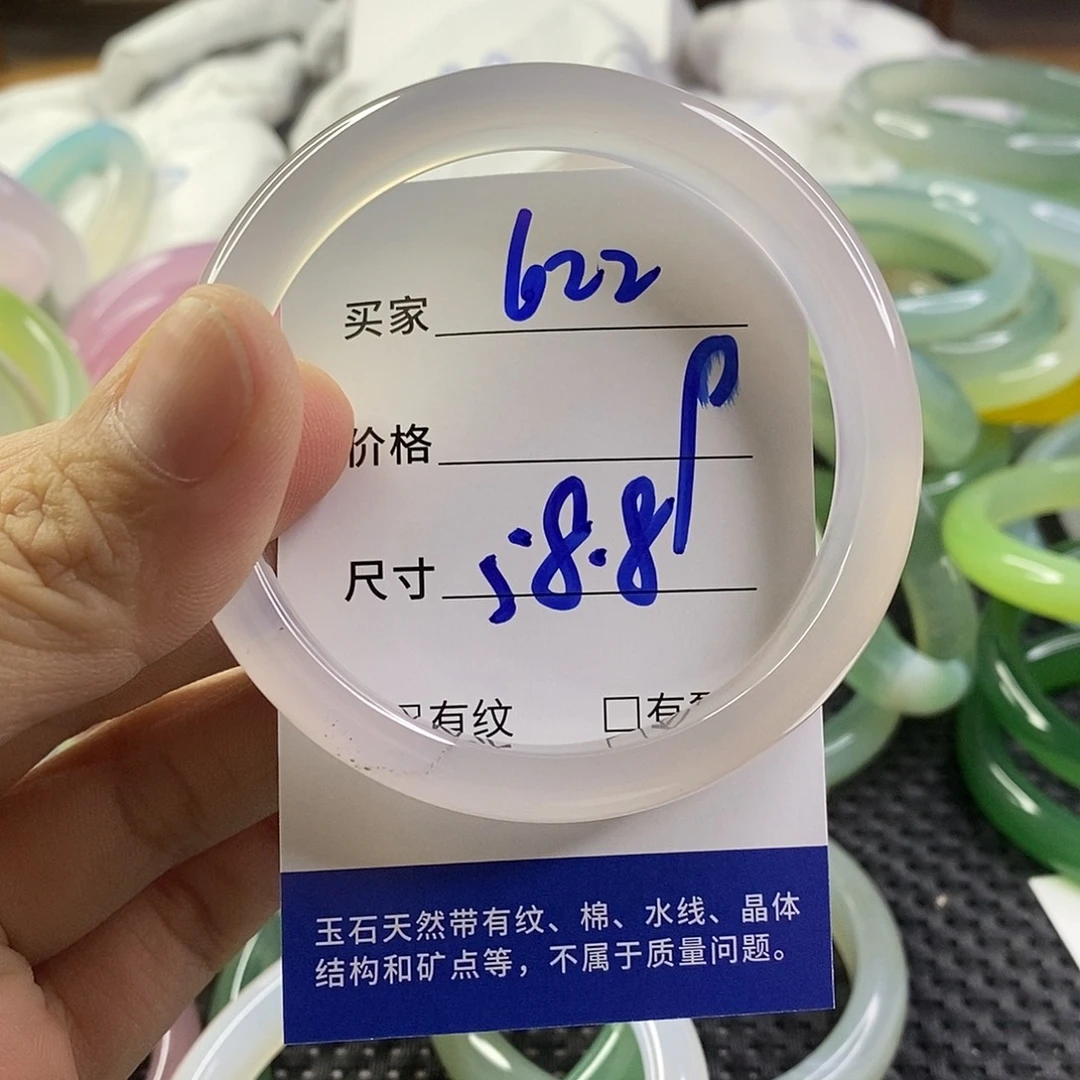 买家 622
价格
尺寸 58.8
有纹 □有
玉石天然带有纹、棉、水线、晶体
结构和矿点等，不属于质量问题。